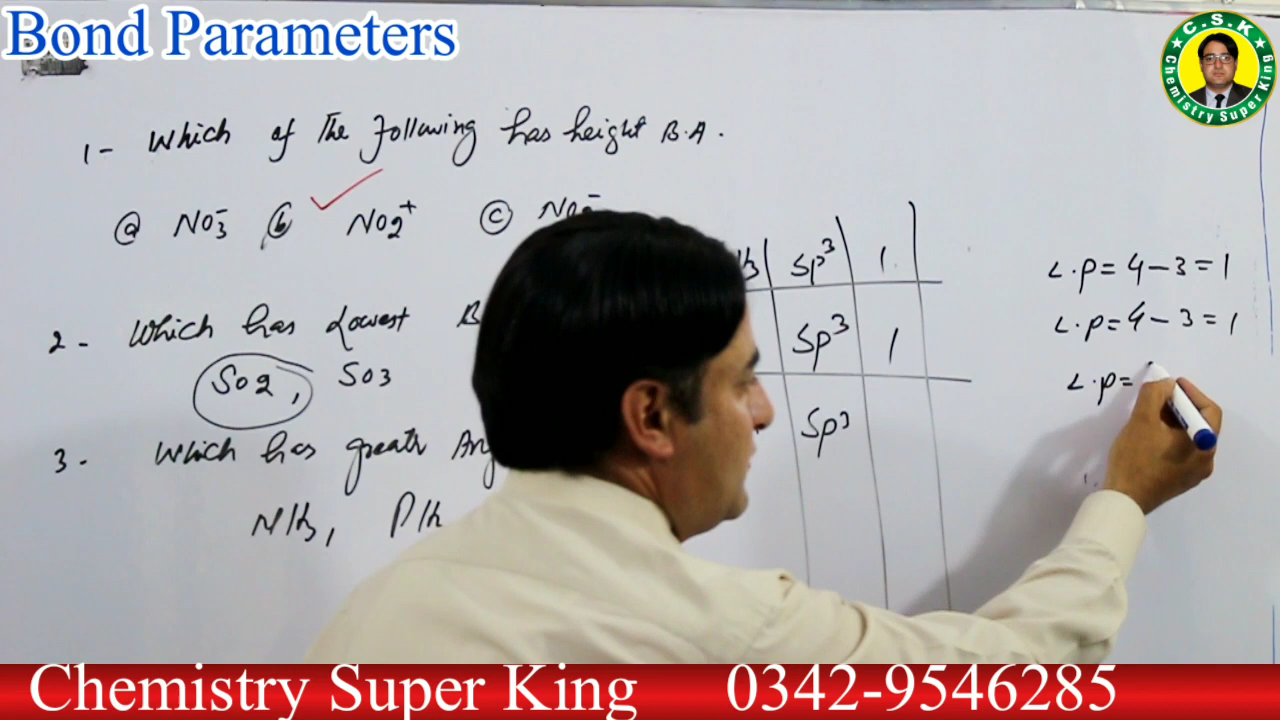 Bond Parameters
C.S.K
Chemistry Super King
1- Which of The following has height B.A.
ⓐ NO3⁻ ⓑ NO2⁺ ⓒ
2- Which has Lowest B
SO2, SO3
3- Which has greatr Ang
NH3, PH
Sp3 1
Sp3 1
Sp3
L.P = 4 - 3 = 1
L.P = 4 - 3 = 1
L.P =
Chemistry Super King 0342-9546285